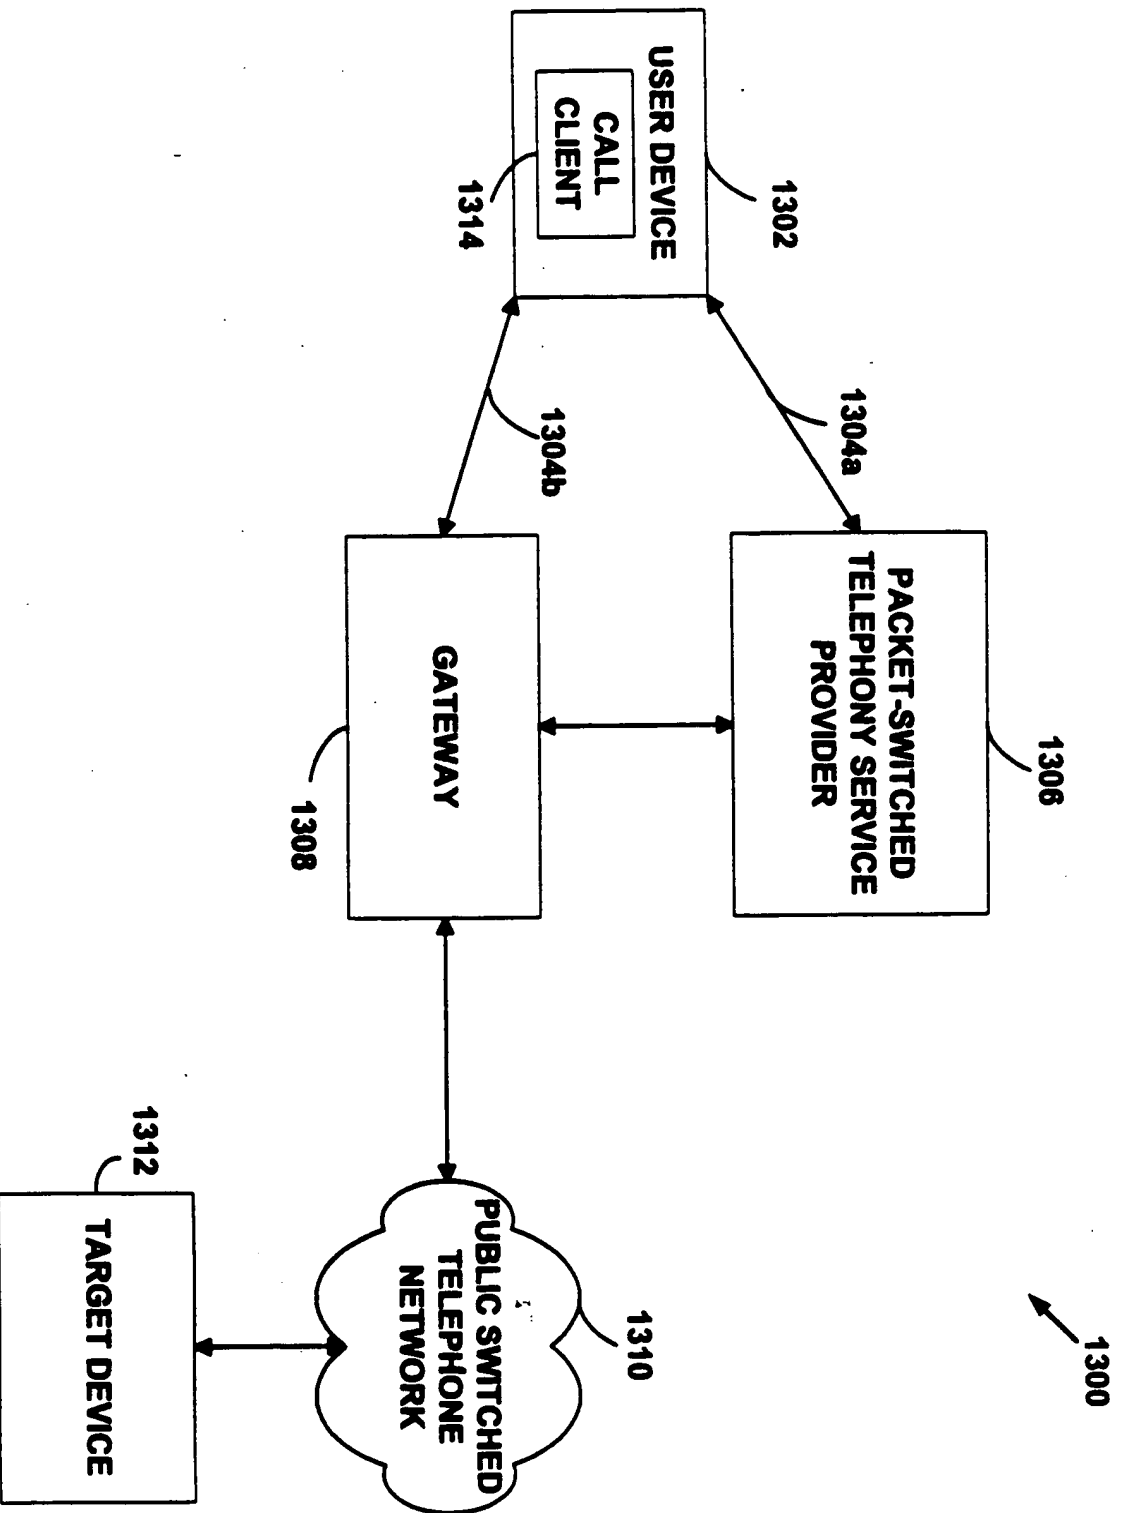 1300
1306
PACKET-SWITCHED
TELEPHONY SERVICE
PROVIDER
1304a
1302
USER DEVICE
CALL
CLIENT
1314
1304b
GATEWAY
1308
1310
PUBLIC SWITCHED
TELEPHONE
NETWORK
1312
TARGET DEVICE